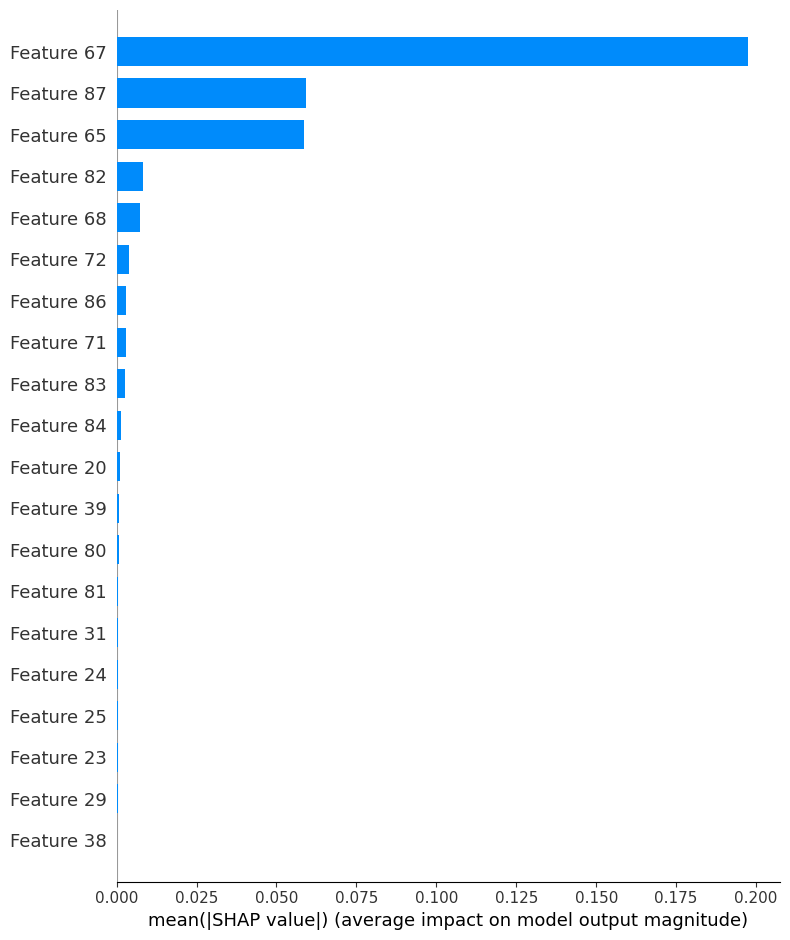 Feature 67
Feature 87
Feature 65
Feature 82
Feature 68
Feature 72
Feature 86
Feature 71
Feature 83
Feature 84
Feature 20
Feature 39
Feature 80
Feature 81
Feature 31
Feature 24
Feature 25
Feature 23
Feature 29
Feature 38
0.000 0.025 0.050 0.075 0.100 0.125 0.150 0.175 0.200
mean(|SHAP value|) (average impact on model output magnitude)